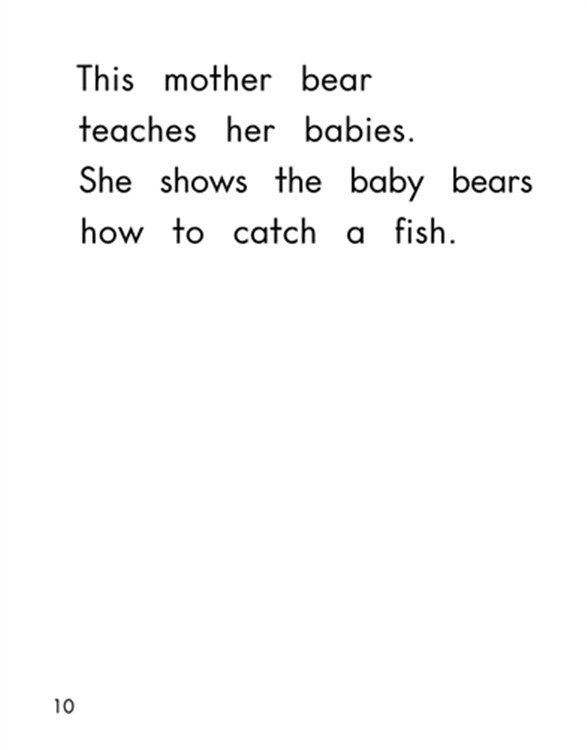 This mother bear
teaches her babies.
She shows the baby bears
how to catch a fish.
10